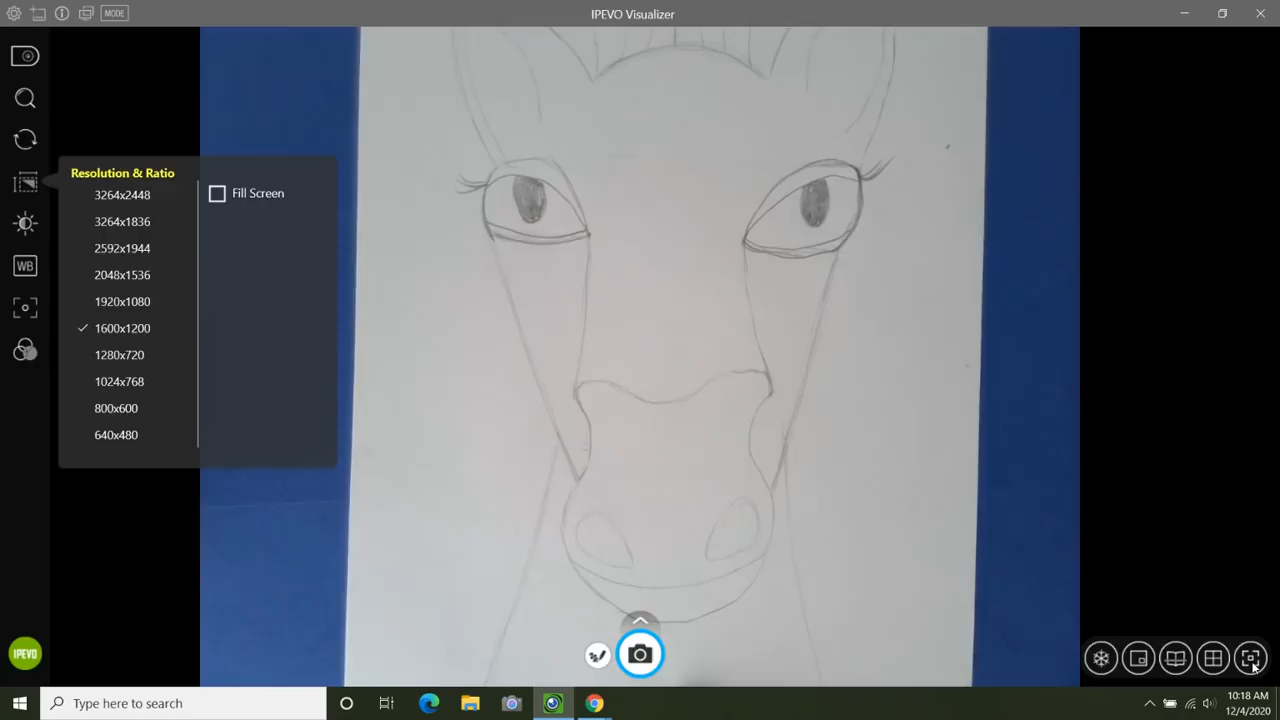 MODE
IPEVO Visualizer
Resolution & Ratio
3264x2448
Fill Screen
3264x1836
2592x1944
2048x1536
1920x1080
1600x1200
1280x720
1024x768
800x600
640x480
WB
IPEVO
Type here to search
10:18 AM
12/4/2020